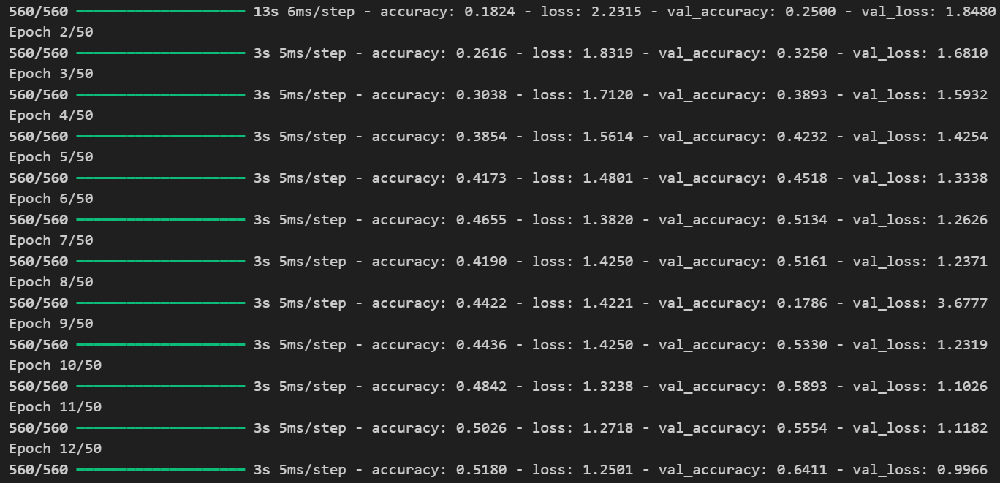 560/560 ━━━━━━━━━━━━━━━━━━━━ 13s 6ms/step - accuracy: 0.1824 - loss: 2.2315 - val_accuracy: 0.2500 - val_loss: 1.8480
Epoch 2/50
560/560 ━━━━━━━━━━━━━━━━━━━━ 3s 5ms/step - accuracy: 0.2616 - loss: 1.8319 - val_accuracy: 0.3250 - val_loss: 1.6810
Epoch 3/50
560/560 ━━━━━━━━━━━━━━━━━━━━ 3s 5ms/step - accuracy: 0.3038 - loss: 1.7120 - val_accuracy: 0.3893 - val_loss: 1.5932
Epoch 4/50
560/560 ━━━━━━━━━━━━━━━━━━━━ 3s 5ms/step - accuracy: 0.3854 - loss: 1.5614 - val_accuracy: 0.4232 - val_loss: 1.4254
Epoch 5/50
560/560 ━━━━━━━━━━━━━━━━━━━━ 3s 5ms/step - accuracy: 0.4173 - loss: 1.4801 - val_accuracy: 0.4518 - val_loss: 1.3338
Epoch 6/50
560/560 ━━━━━━━━━━━━━━━━━━━━ 3s 5ms/step - accuracy: 0.4655 - loss: 1.3820 - val_accuracy: 0.5134 - val_loss: 1.2626
Epoch 7/50
560/560 ━━━━━━━━━━━━━━━━━━━━ 3s 5ms/step - accuracy: 0.4190 - loss: 1.4250 - val_accuracy: 0.5161 - val_loss: 1.2371
Epoch 8/50
560/560 ━━━━━━━━━━━━━━━━━━━━ 3s 5ms/step - accuracy: 0.4422 - loss: 1.4221 - val_accuracy: 0.1786 - val_loss: 3.6777
Epoch 9/50
560/560 ━━━━━━━━━━━━━━━━━━━━ 3s 5ms/step - accuracy: 0.4436 - loss: 1.4250 - val_accuracy: 0.5330 - val_loss: 1.2319
Epoch 10/50
560/560 ━━━━━━━━━━━━━━━━━━━━ 3s 5ms/step - accuracy: 0.4842 - loss: 1.3238 - val_accuracy: 0.5893 - val_loss: 1.1026
Epoch 11/50
560/560 ━━━━━━━━━━━━━━━━━━━━ 3s 5ms/step - accuracy: 0.5026 - loss: 1.2718 - val_accuracy: 0.5554 - val_loss: 1.1182
Epoch 12/50
560/560 ━━━━━━━━━━━━━━━━━━━━ 3s 5ms/step - accuracy: 0.5180 - loss: 1.2501 - val_accuracy: 0.6411 - val_loss: 0.9966